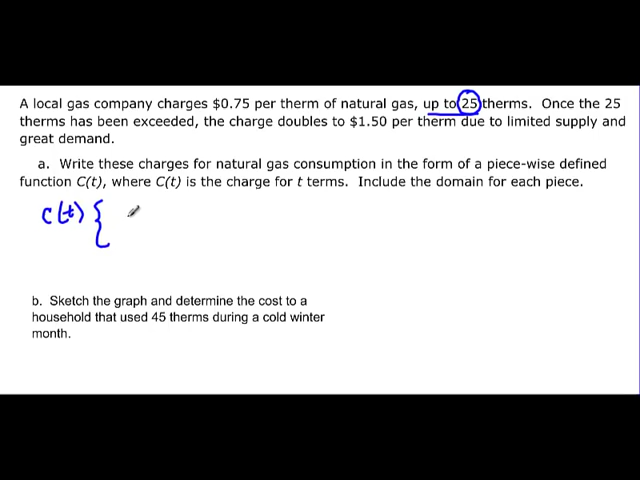 A local gas company charges $0.75 per therm of natural gas, up to 25 therms. Once the 25
therms has been exceeded, the charge doubles to $1.50 per therm due to limited supply and
great demand.
a. Write these charges for natural gas consumption in the form of a piece-wise defined
function C(t), where C(t) is the charge for t terms. Include the domain for each piece.
C(t) {
b. Sketch the graph and determine the cost to a
household that used 45 therms during a cold winter
month.